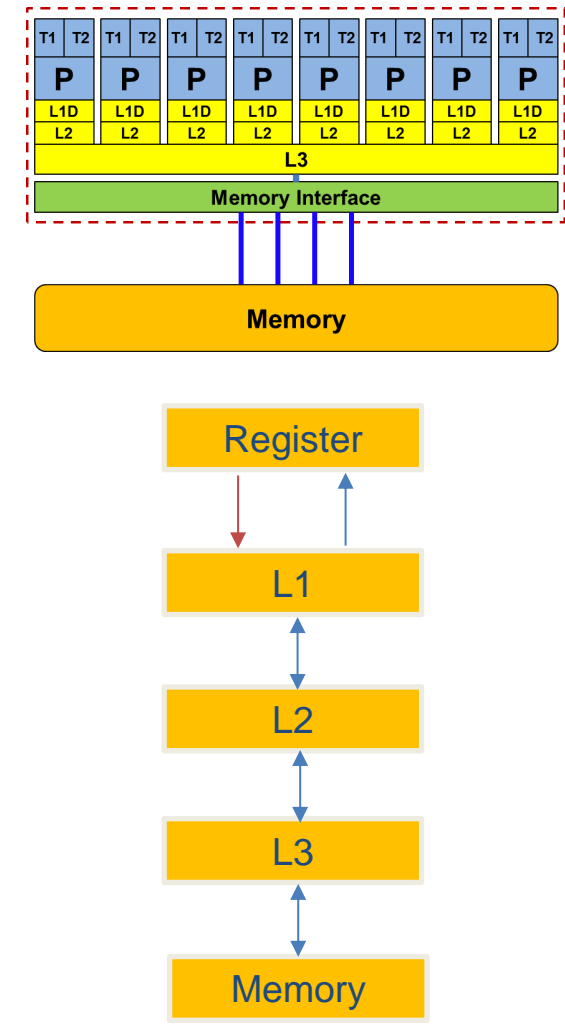 T1 T2 T1 T2 T1 T2 T1 T2 T1 T2 T1 T2 T1 T2 T1 T2
P P P P P P P P
L1D L1D L1D L1D L1D L1D L1D L1D
L2 L2 L2 L2 L2 L2 L2 L2
L3
Memory Interface
Memory
Register
L1
L2
L3
Memory